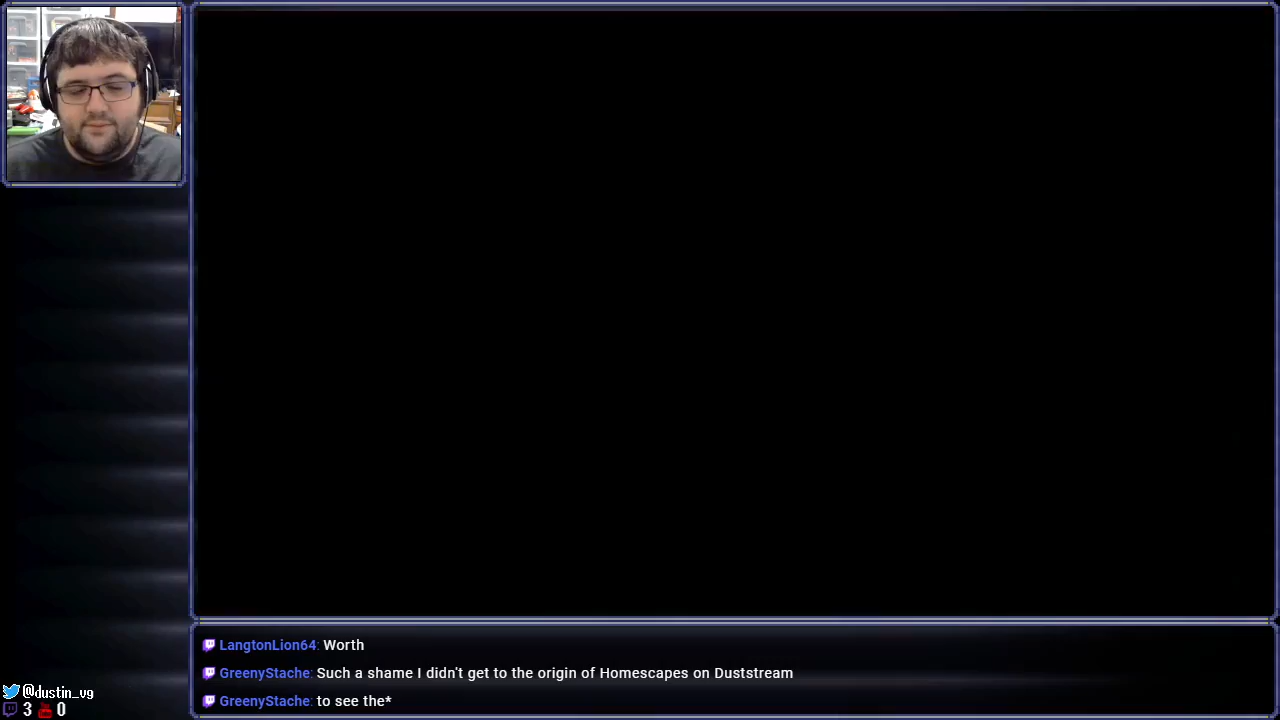 LangtonLion64: Worth
GreenyStache: Such a shame I didn't get to the origin of Homescapes on Duststream
GreenyStache: to see the*
@dustin_vg
3 0